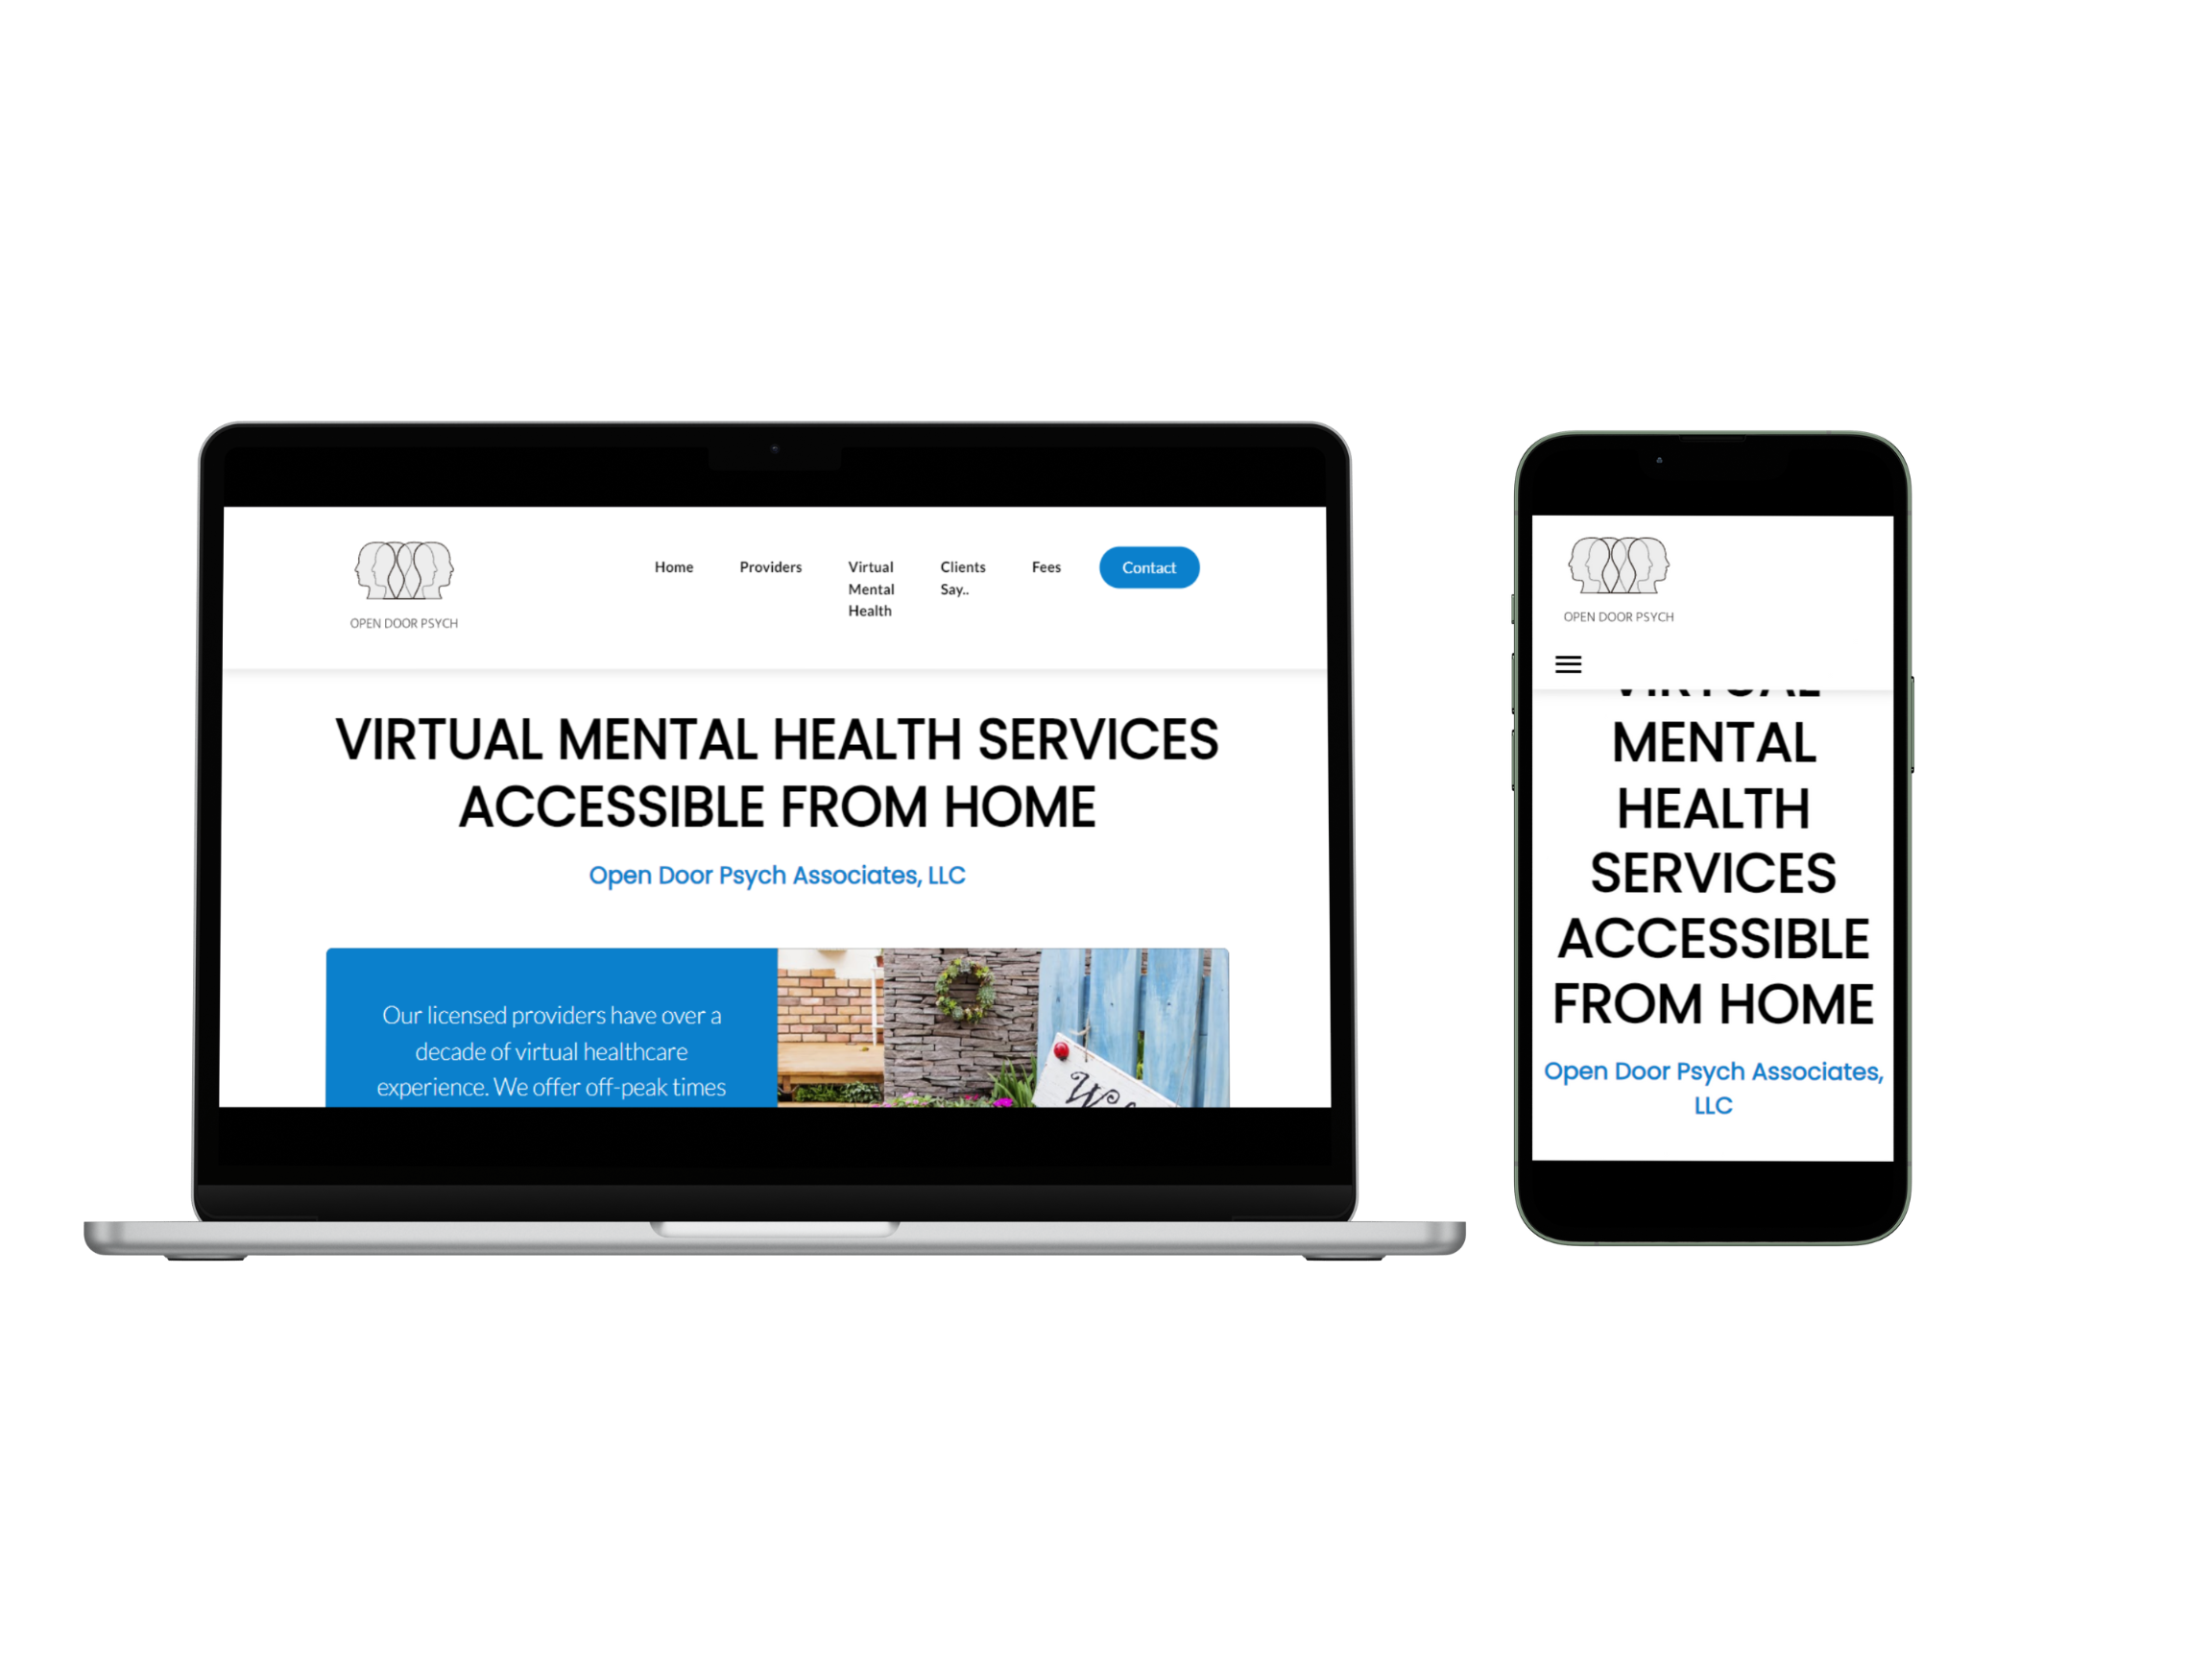 OPEN DOOR PSYCH
Home Providers Virtual Mental Health Clients Say.. Fees Contact
VIRTUAL MENTAL HEALTH SERVICES
ACCESSIBLE FROM HOME
Open Door Psych Associates, LLC
Our licensed providers have over a
decade of virtual healthcare
experience. We offer off-peak times
OPEN DOOR PSYCH
VIRTUAL
MENTAL
HEALTH
SERVICES
ACCESSIBLE
FROM HOME
Open Door Psych Associates,
LLC